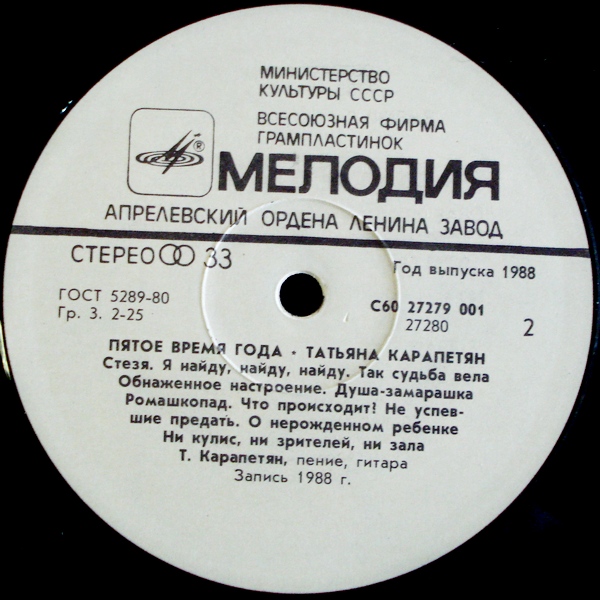 МИНИСТЕРСТВО
КУЛЬТУРЫ СССР
ВСЕСОЮЗНАЯ ФИРМА
ГРАМПЛАСТИНОК
®
МЕЛОДИЯ
АПРЕЛЕВСКИЙ ОРДЕНА ЛЕНИНА ЗАВОД
СТЕРЕО 33
Год выпуска 1988
ГОСТ 5289-80
Гр. 3. 2-25
С60 27279 001
27280
2
ПЯТОЕ ВРЕМЯ ГОДА · ТАТЬЯНА КАРАПЕТЯН
Стезя. Я найду, найду, найду. Так судьба вела
Обнаженное настроение. Душа-замарашка
Ромашкопад. Что происходит? Не успев-
шие предать. О нерожденном ребенке
Ни кулис, ни зрителей, ни зала
Т. Карапетян, пение, гитара
Запись 1988 г.